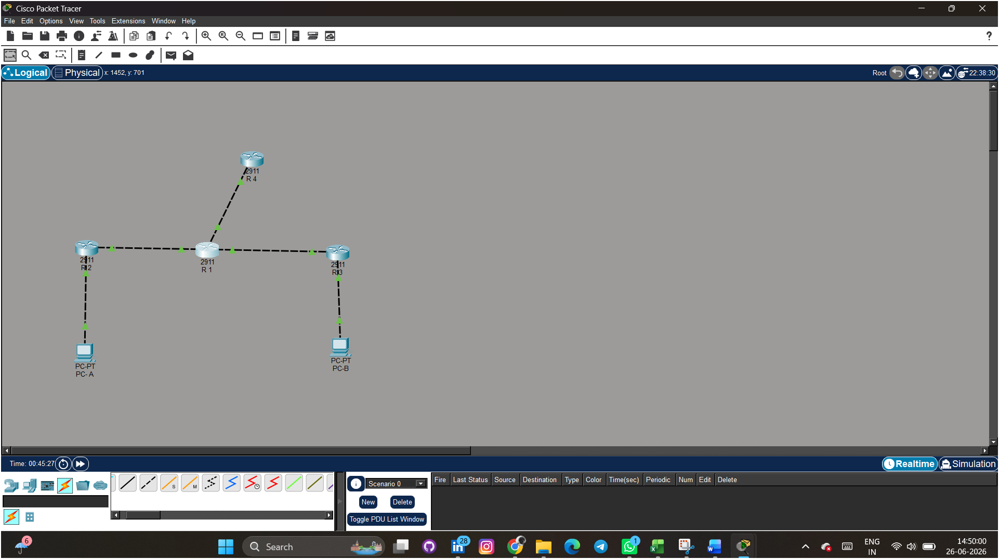 Cisco Packet Tracer
File Edit Options View Tools Extensions Window Help
?
Logical Physical x: 1452, y: 701 Root 22:38:30
2911
R 4
2911
R 2
2911
R 1
2911
R 3
PC-PT
PC- A
PC-PT
PC-B
Time: 00:45:27 Realtime Simulation
S M
Scenario 0
New Delete
Toggle PDU List Window
Fire Last Status Source Destination Type Color Time(sec) Periodic Num Edit Delete
6
Search
28
1
ENG
IN
14:50:00
26-06-2026